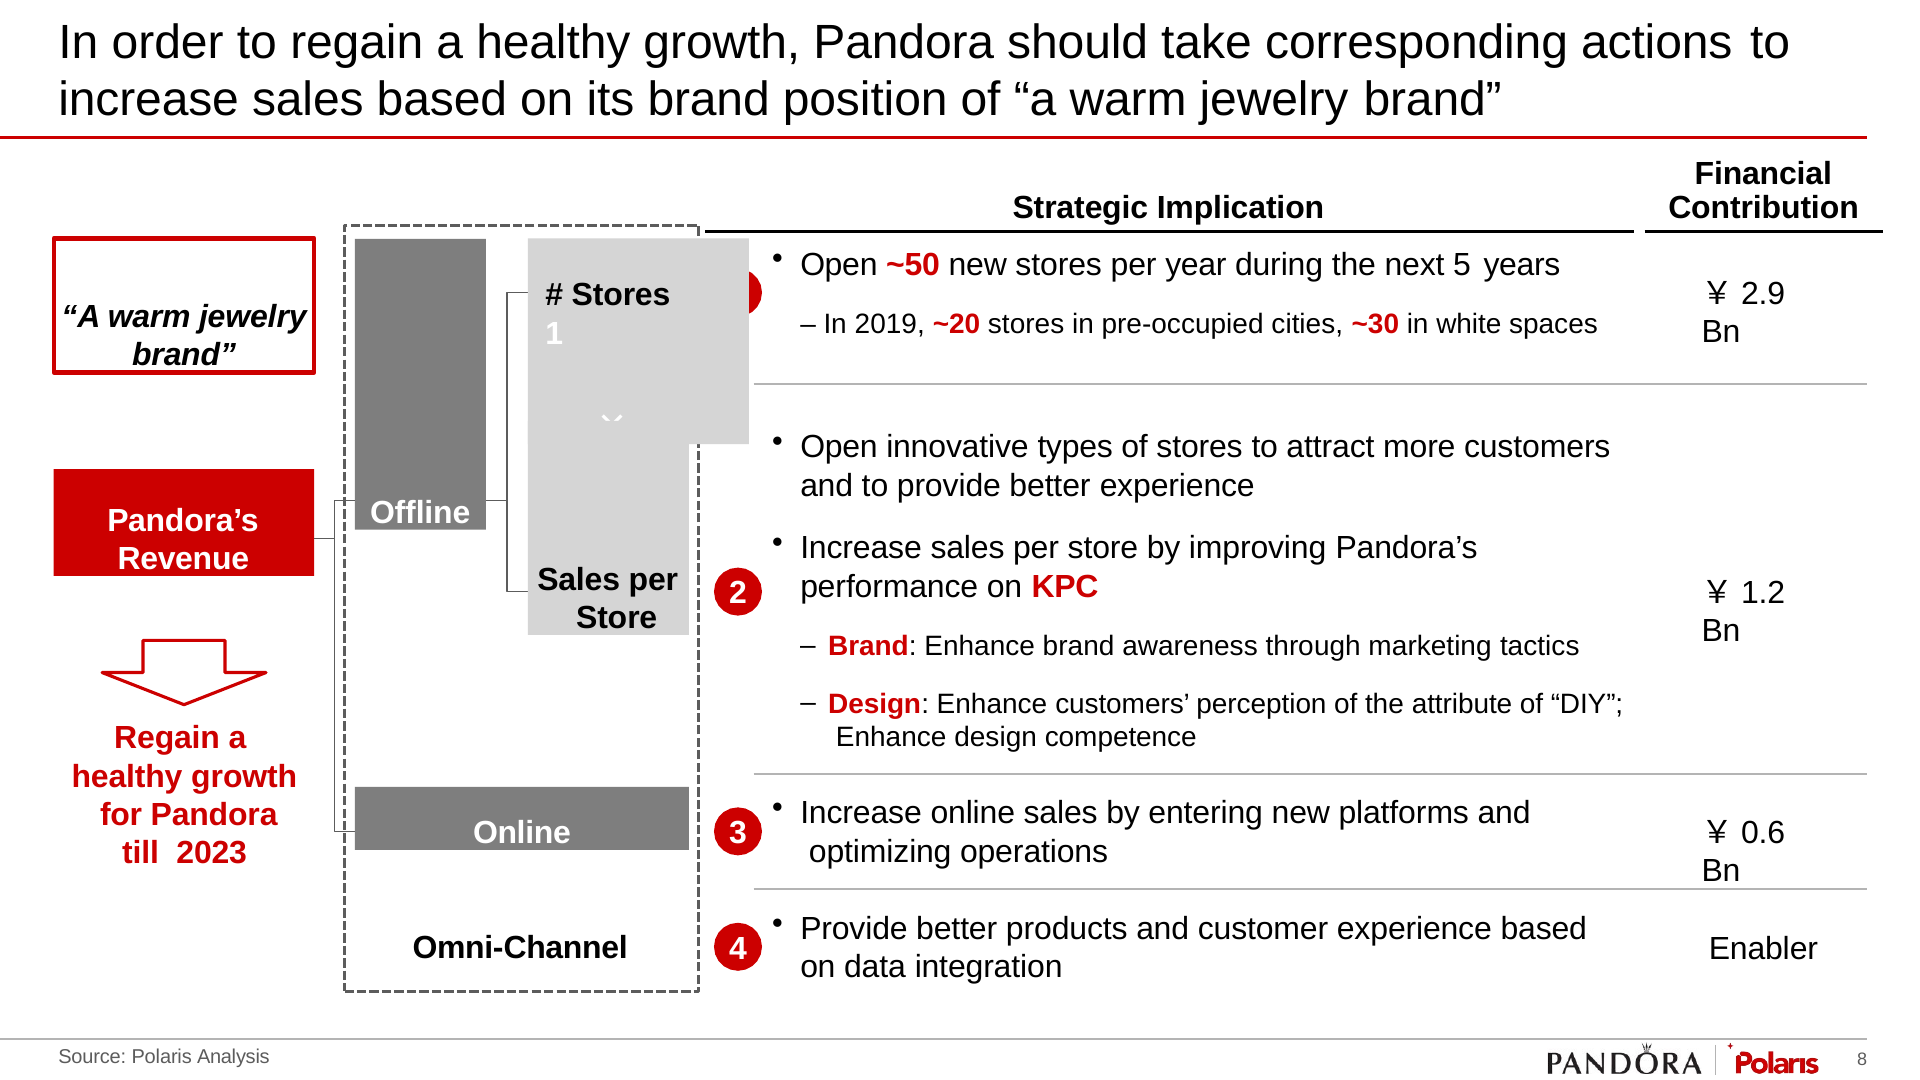 In order to regain a healthy growth, Pandora should take corresponding actions to
increase sales based on its brand position of “a warm jewelry brand”
Strategic Implication
Financial
Contribution
“A warm jewelry
brand”
Pandora’s
Revenue
Regain a
healthy growth
for Pandora
till 2023
Offline
# Stores
1
Sales per
Store
Online
Omni-Channel
• Open ~50 new stores per year during the next 5 years
– In 2019, ~20 stores in pre-occupied cities, ~30 in white spaces
¥ 2.9
Bn
2
• Open innovative types of stores to attract more customers
and to provide better experience
• Increase sales per store by improving Pandora’s
performance on KPC
– Brand: Enhance brand awareness through marketing tactics
– Design: Enhance customers’ perception of the attribute of “DIY”;
Enhance design competence
¥ 1.2
Bn
3
• Increase online sales by entering new platforms and
optimizing operations
¥ 0.6
Bn
4
• Provide better products and customer experience based
on data integration
Enabler
Source: Polaris Analysis
PANDORA
Polaris
8